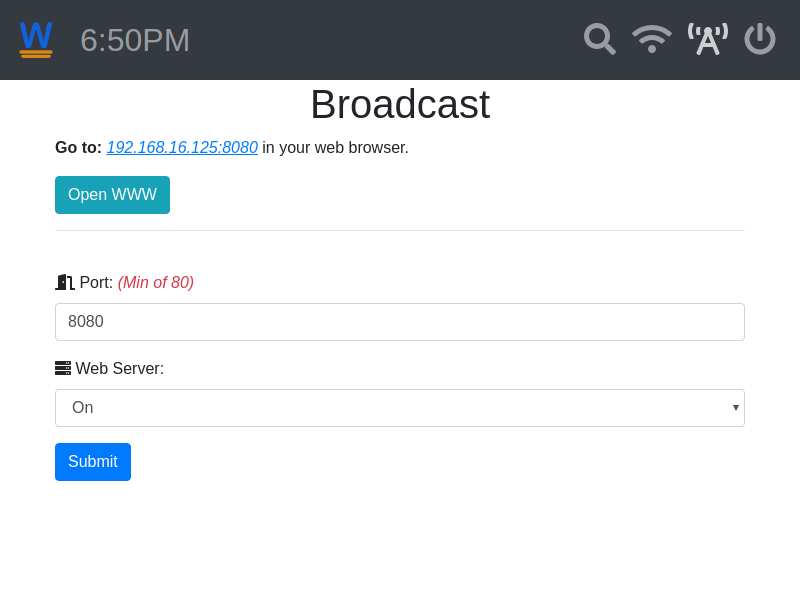 W 6:50PM
Broadcast
Go to: 192.168.16.125:8080 in your web browser.
Open WWW
Port: (Min of 80)
8080
Web Server:
On
Submit